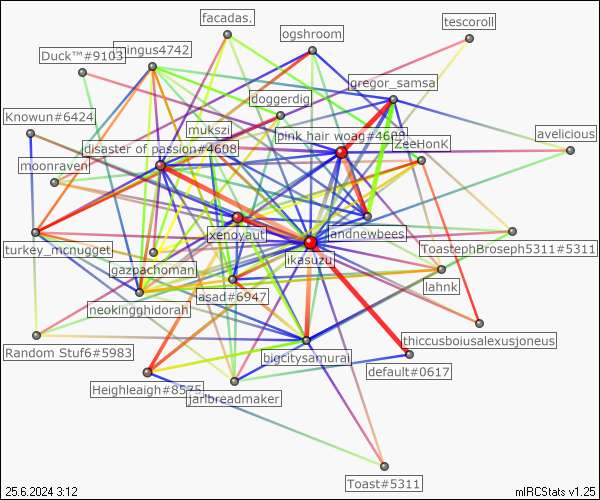 facadas.
tescoroll
ogshroom
Duck™#9103
mingus4742
gregor_samsa
doggerdig
Knowun#6424
mukszi
pink hair woag#4609
avelicious
ZeeHonK
disaster of passion#4608
moonraven
xenoyaut
landnewbees
turkey_mcnugget
ToastephBroseph5311#5311
ikasuzu
gazpachoman
lahnk
asad#6947
neokingghidorah
thiccusboiusalexusjoneus
Random Stuf6#5983
bigcitysamurai
default#0617
Heighleaigh#8575
jarlbreadmaker
Toast#5311
25.6.2024 3:12
mIRCStats v1.25